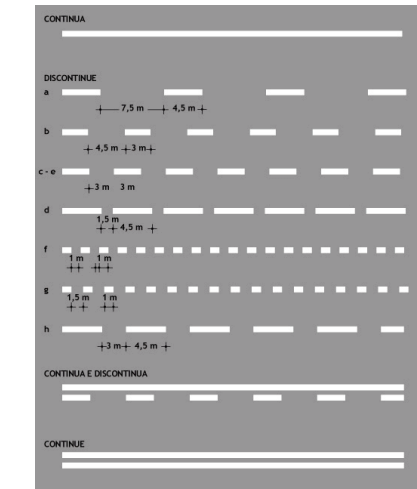 CONTINUA
DISCONTINUE
a
7,5 m 4,5 m
b
4,5 m 3 m
c - e
3 m 3 m
d
1,5 m
4,5 m
f
1 m 1 m
g
1,5 m 1 m
h
3 m 4,5 m
CONTINUA E DISCONTINUA
CONTINUE